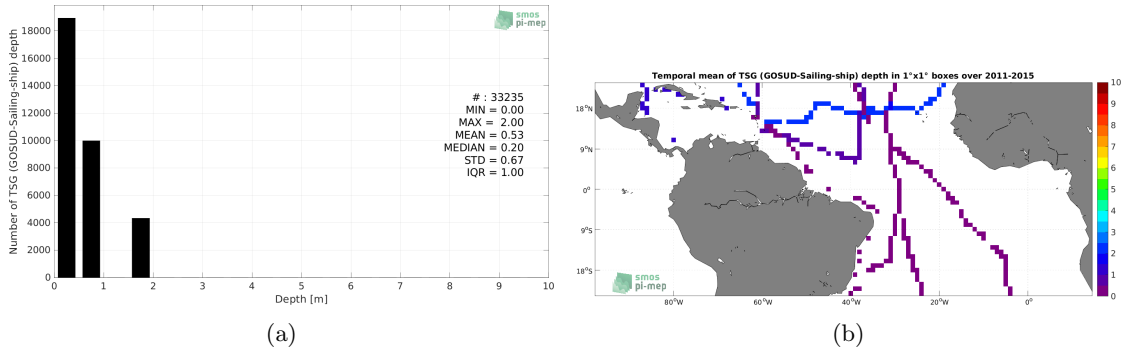 smos
pi-mep
18000
16000
14000
12000
10000
8000
6000
4000
2000
0
Number of TSG (GOSUD-Sailing-ship) depth
# : 33235
MIN = 0.00
MAX = 2.00
MEAN = 0.53
MEDIAN = 0.20
STD = 0.67
IQR = 1.00
0 1 2 3 4 5 6 7 8 9 10
Depth [m]
(a)
Temporal mean of TSG (GOSUD-Sailing-ship) depth in 1°x1° boxes over 2011-2015
18°N
9°N
0°
9°S
18°S
80°W 60°W 40°W 20°W 0°
smos
pi-mep
10
9
8
7
6
5
4
3
2
1
0
(b)